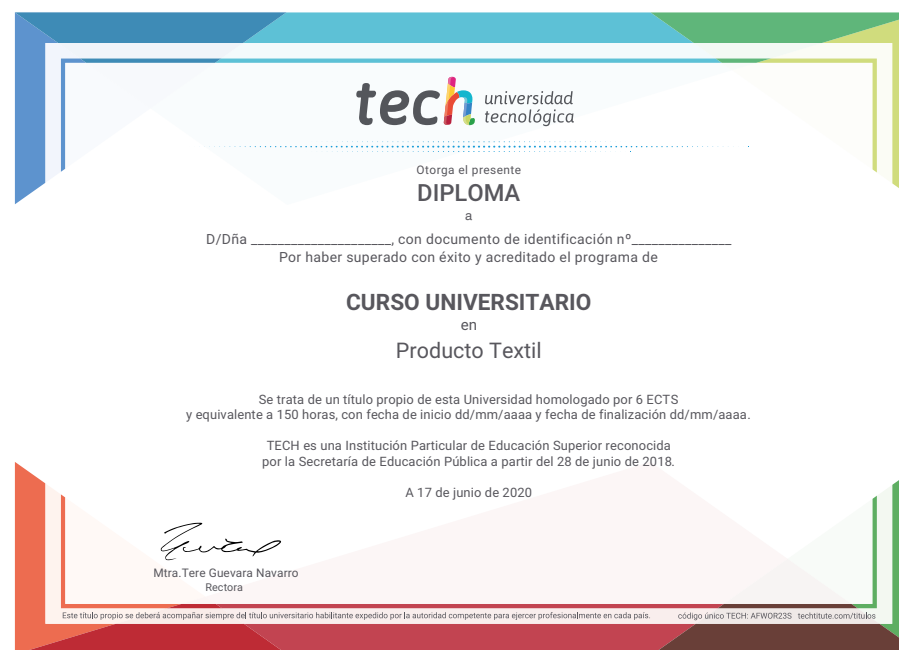 tech universidad
tecnológica
Otorga el presente
DIPLOMA
a
D/Dña _____________________, con documento de identificación nº_______________
Por haber superado con éxito y acreditado el programa de
CURSO UNIVERSITARIO
en
Producto Textil
Se trata de un título propio de esta Universidad homologado por 6 ECTS
y equivalente a 150 horas, con fecha de inicio dd/mm/aaaa y fecha de finalización dd/mm/aaaa.
TECH es una Institución Particular de Educación Superior reconocida
por la Secretaría de Educación Pública a partir del 28 de junio de 2018.
A 17 de junio de 2020
Mtra.Tere Guevara Navarro
Rectora
Este título propio se deberá acompañar siempre del título universitario habilitante expedido por la autoridad competente para ejercer profesionalmente en cada país. código único TECH: AFWOR23S techtitute.com/titulos